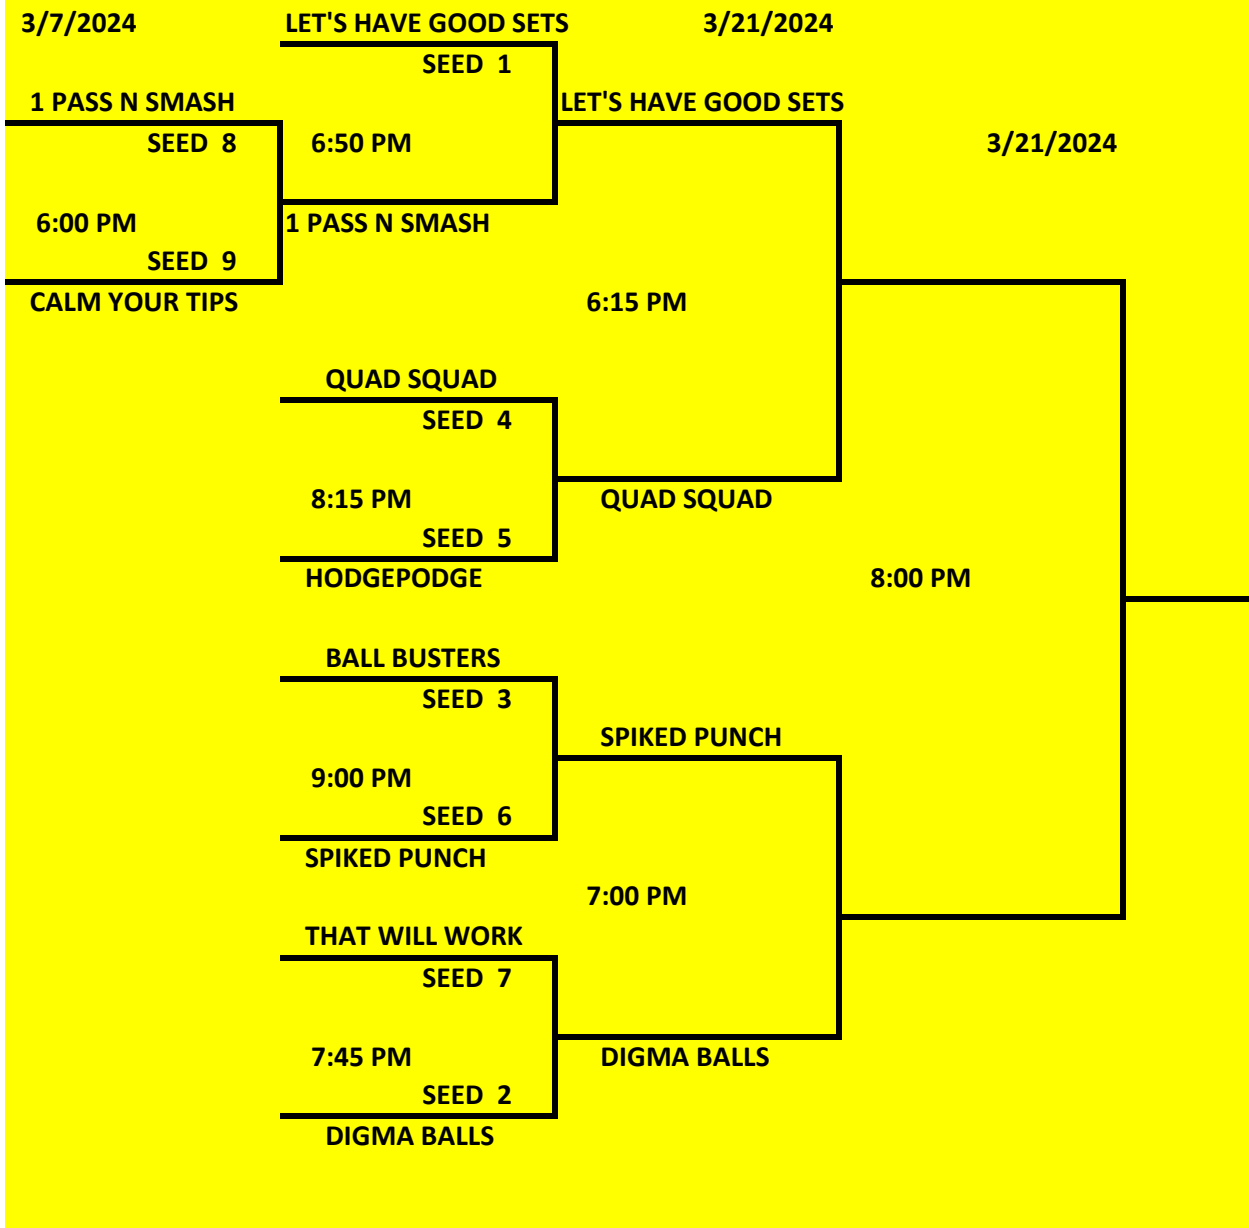 3/7/2024
LET'S HAVE GOOD SETS
3/21/2024
SEED 1
1 PASS N SMASH
LET'S HAVE GOOD SETS
SEED 8
6:50 PM
3/21/2024
6:00 PM
1 PASS N SMASH
SEED 9
CALM YOUR TIPS
6:15 PM
QUAD SQUAD
SEED 4
8:15 PM
QUAD SQUAD
SEED 5
HODGEPODGE
8:00 PM
BALL BUSTERS
SEED 3
SPIKED PUNCH
9:00 PM
SEED 6
SPIKED PUNCH
7:00 PM
THAT WILL WORK
SEED 7
7:45 PM
DIGMA BALLS
SEED 2
DIGMA BALLS